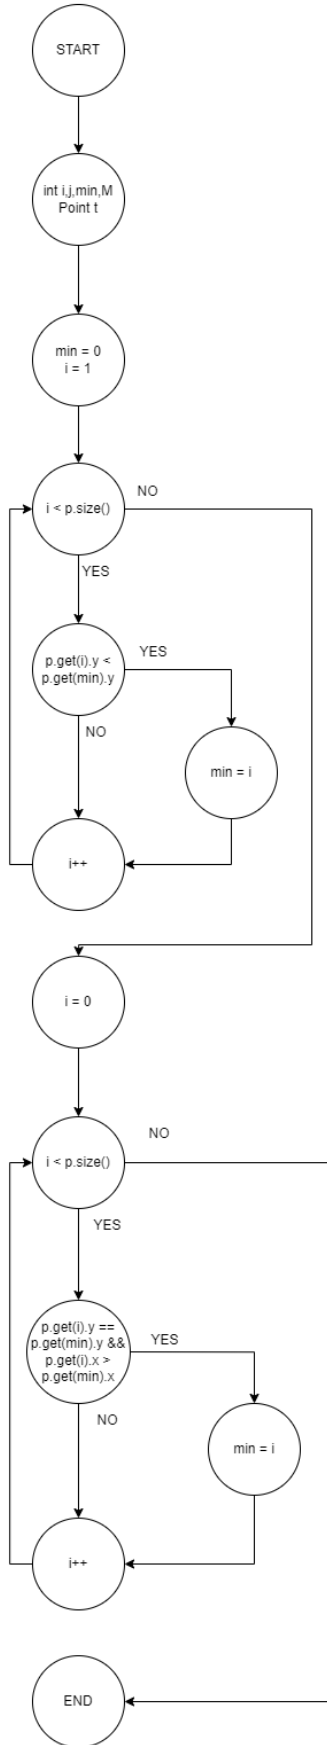 START
int i,j,min,M
Point t
min = 0
i = 1
i < p.size()
NO
YES
p.get(i).y <
p.get(min).y
YES
NO
min = i
i++
i = 0
i < p.size()
NO
YES
p.get(i).y ==
p.get(min).y &&
p.get(i).x >
p.get(min).x
YES
NO
min = i
i++
END